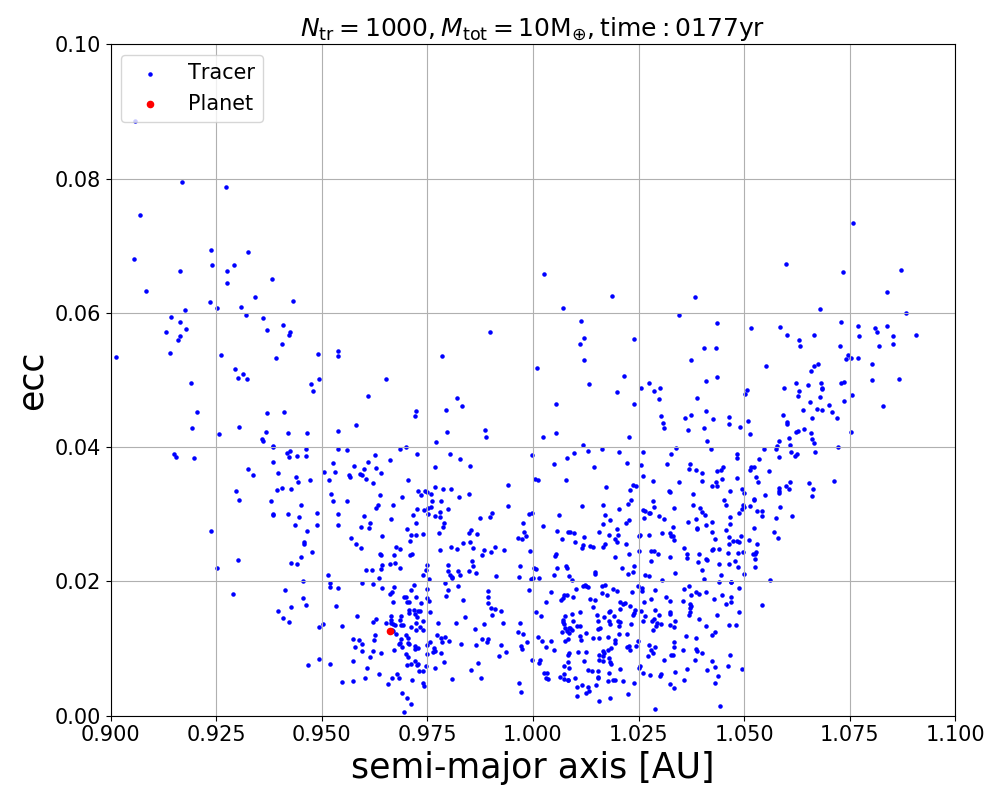 N_tr = 1000, M_tot = 10M_⊕, time : 0177yr
Tracer
Planet
0.10
0.08
0.06
0.04
0.02
0.00
ecc
0.900 0.925 0.950 0.975 1.000 1.025 1.050 1.075 1.100
semi-major axis [AU]